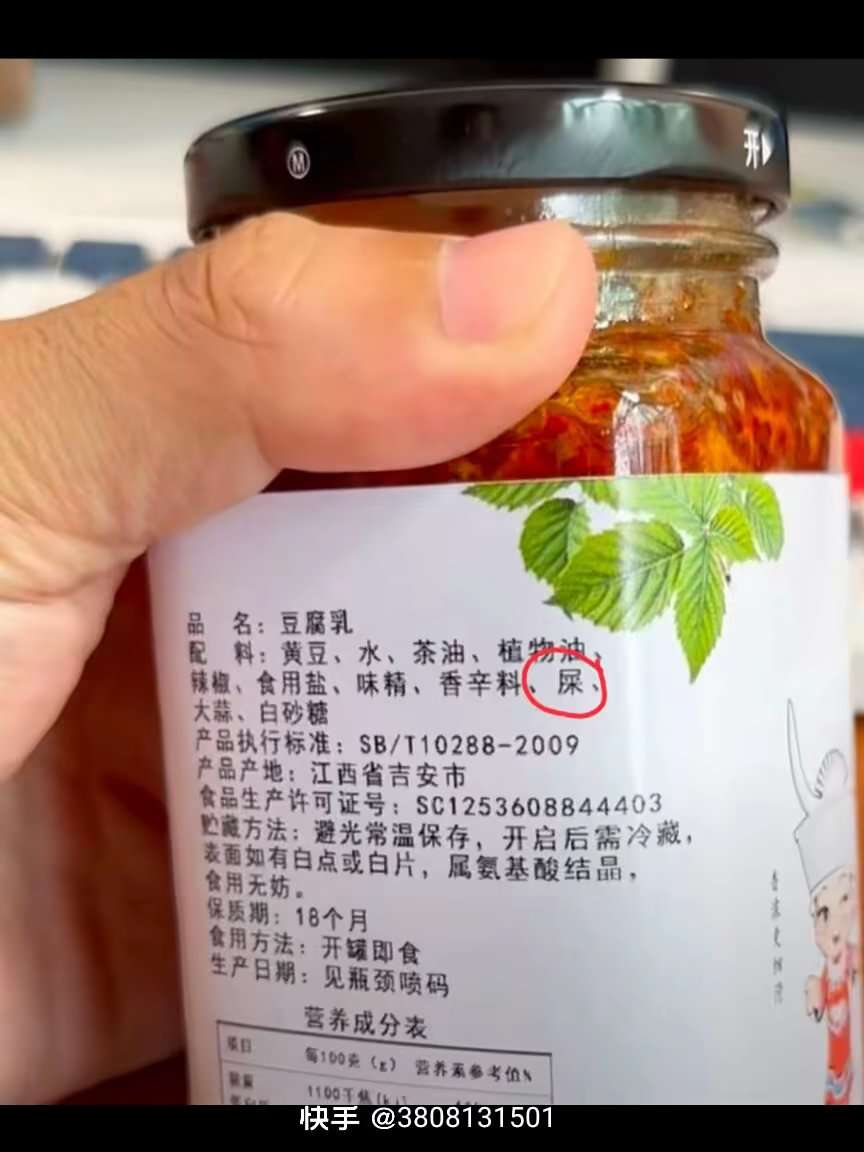 M
开
品 名：豆腐乳
配 料：黄豆、水、茶油、植物油、
辣椒、食用盐、味精、香辛料、屎、
大蒜、白砂糖
产品执行标准：SB/T10288-2009
产品产地：江西省吉安市
食品生产许可证号：SC1253608844403
贮藏方法：避光常温保存，开启后需冷藏，
表面如有白点或白片，属氨基酸结晶，
食用无妨。
保质期：18个月
食用方法：开罐即食
生产日期：见瓶颈喷码
营养成分表
项目 每100克（g） 营养素参考值%
能量 1100千焦(kJ)
快手 @3808131501